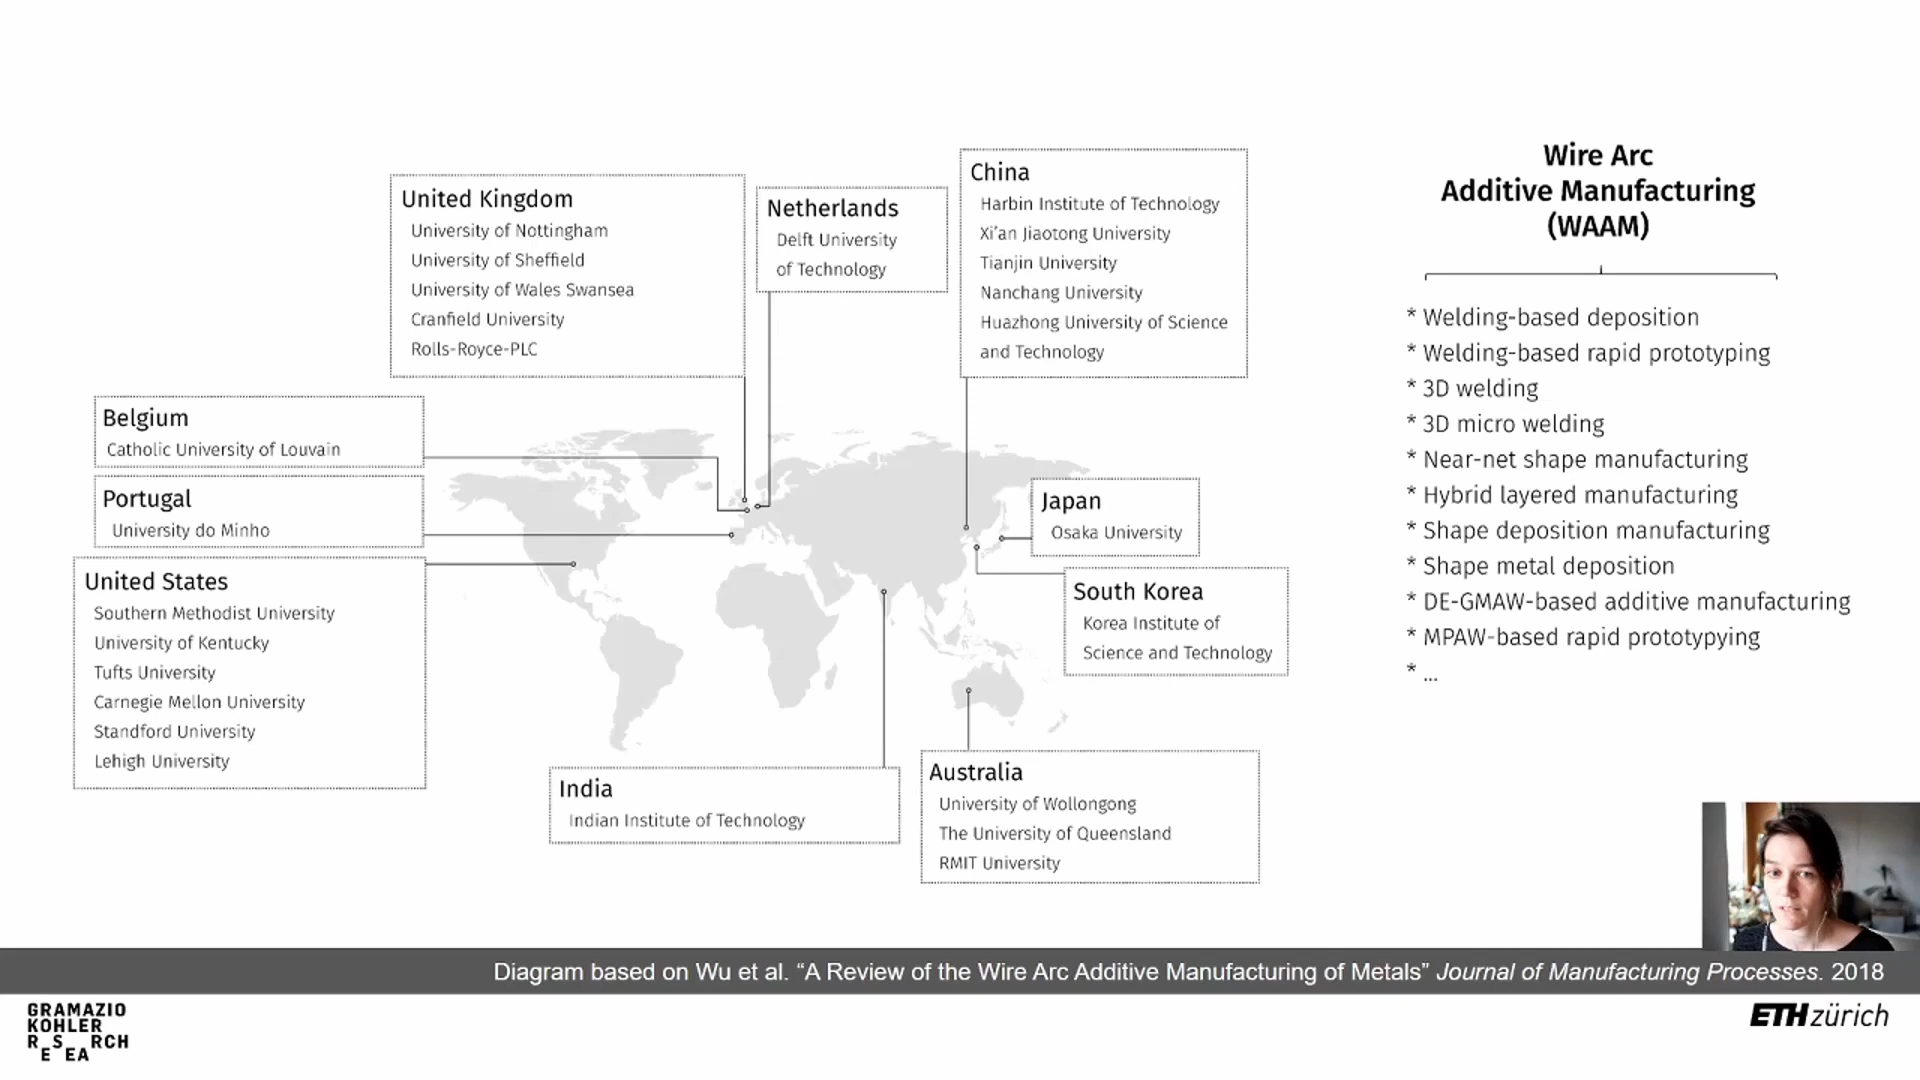 United Kingdom
University of Nottingham
University of Sheffield
University of Wales Swansea
Cranfield University
Rolls-Royce-PLC
Netherlands
Delft University
of Technology
China
Harbin Institute of Technology
Xi'an Jiaotong University
Tianjin University
Nanchang University
Huazhong University of Science
and Technology
Belgium
Catholic University of Louvain
Portugal
University do Minho
United States
Southern Methodist University
University of Kentucky
Tufts University
Carnegie Mellon University
Standford University
Lehigh University
Japan
Osaka University
South Korea
Korea Institute of
Science and Technology
India
Indian Institute of Technology
Australia
University of Wollongong
The University of Queensland
RMIT University
Wire Arc
Additive Manufacturing
(WAAM)
* Welding-based deposition
* Welding-based rapid prototyping
* 3D welding
* 3D micro welding
* Near-net shape manufacturing
* Hybrid layered manufacturing
* Shape deposition manufacturing
* Shape metal deposition
* DE-GMAW-based additive manufacturing
* MPAW-based rapid prototypying
* ...
Diagram based on Wu et al. “A Review of the Wire Arc Additive Manufacturing of Metals” Journal of Manufacturing Processes. 2018
GRAMAZIO
KOHLER
RESEARCH
ETH zürich